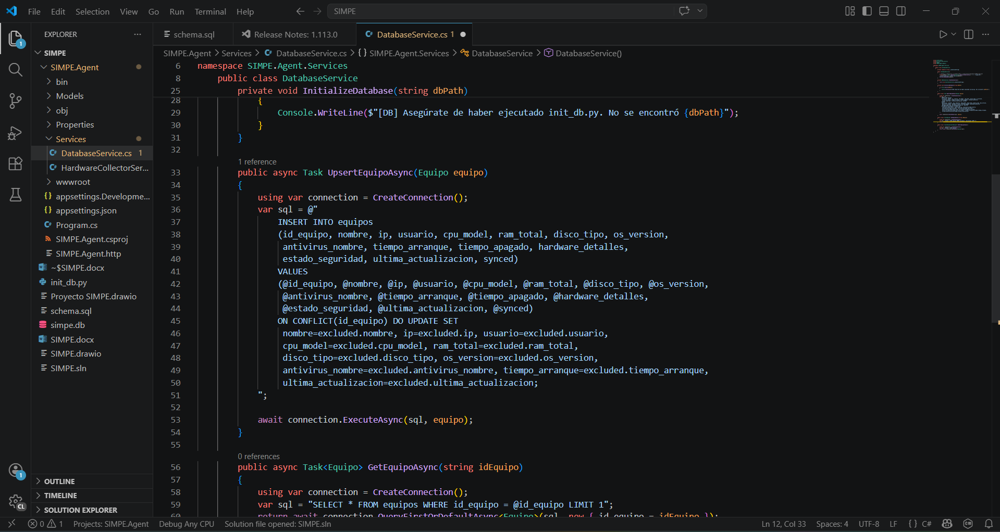 File Edit Selection View Go Run Terminal Help
SIMPE
EXPLORER
SIMPE
SIMPE.Agent
bin
Models
obj
Properties
Services
DatabaseService.cs 1
HardwareCollectorSer...
wwwroot
appsettings.Developme...
appsettings.json
Program.cs
SIMPE.Agent.csproj
SIMPE.Agent.http
~$SIMPE.docx
init_db.py
Proyecto SIMPE.drawio
schema.sql
simpe.db
SIMPE.docx
SIMPE.drawio
SIMPE.sln
OUTLINE
TIMELINE
SOLUTION EXPLORER
1
1
CL
schema.sql
Release Notes: 1.113.0
DatabaseService.cs 1
SIMPE.Agent > Services > DatabaseService.cs > {} SIMPE.Agent.Services > DatabaseService > DatabaseService()
6 namespace SIMPE.Agent.Services
8 public class DatabaseService
25 private void InitializeDatabase(string dbPath)
28 {
29 Console.WriteLine($"[DB] Asegúrate de haber ejecutado init_db.py. No se encontró {dbPath}");
30 }
31 }
32
1 reference
33 public async Task UpsertEquipoAsync(Equipo equipo)
34 {
35 using var connection = CreateConnection();
36 var sql = @"
37 INSERT INTO equipos
38 (id_equipo, nombre, ip, usuario, cpu_model, ram_total, disco_tipo, os_version,
39 antivirus_nombre, tiempo_arranque, tiempo_apagado, hardware_detalles,
40 estado_seguridad, ultima_actualizacion, synced)
41 VALUES
42 (@id_equipo, @nombre, @ip, @usuario, @cpu_model, @ram_total, @disco_tipo, @os_version,
43 @antivirus_nombre, @tiempo_arranque, @tiempo_apagado, @hardware_detalles,
44 @estado_seguridad, @ultima_actualizacion, @synced)
45 ON CONFLICT(id_equipo) DO UPDATE SET
46 nombre=excluded.nombre, ip=excluded.ip, usuario=excluded.usuario,
47 cpu_model=excluded.cpu_model, ram_total=excluded.ram_total,
48 disco_tipo=excluded.disco_tipo, os_version=excluded.os_version,
49 antivirus_nombre=excluded.antivirus_nombre, tiempo_arranque=excluded.tiempo_arranque,
50 ultima_actualizacion=excluded.ultima_actualizacion;
51 ";
52
53 await connection.ExecuteAsync(sql, equipo);
54 }
55
0 references
56 public async Task<Equipo> GetEquipoAsync(string idEquipo)
57 {
58 using var connection = CreateConnection();
59 var sql = "SELECT * FROM equipos WHERE id_equipo = @id_equipo LIMIT 1";
60 return await connection.QueryFirstOrDefaultAsync<Equipo>(sql, new { id_equipo = idEquipo });
0 1 Projects: SIMPE.Agent Debug Any CPU Solution file opened: SIMPE.sln Ln 12, Col 33 Spaces: 4 UTF-8 LF {} C#